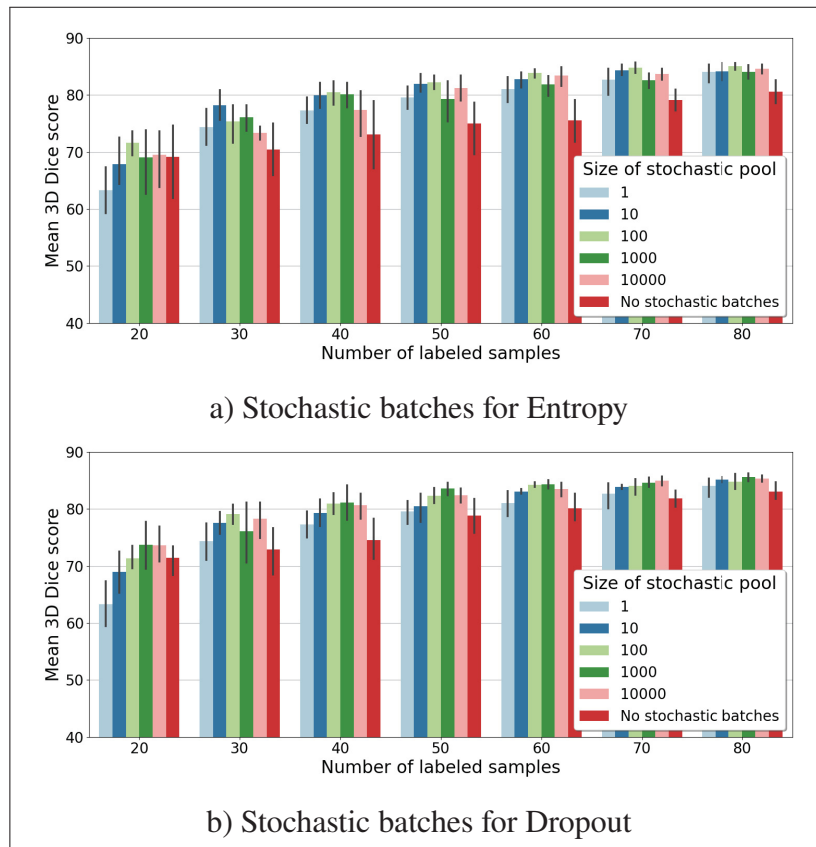 90
80
70
60
50
40
Mean 3D Dice score
Size of stochastic pool
1
10
100
1000
10000
No stochastic batches
20 30 40 50 60 70 80
Number of labeled samples
a) Stochastic batches for Entropy
90
80
70
60
50
40
Mean 3D Dice score
Size of stochastic pool
1
10
100
1000
10000
No stochastic batches
20 30 40 50 60 70 80
Number of labeled samples
b) Stochastic batches for Dropout